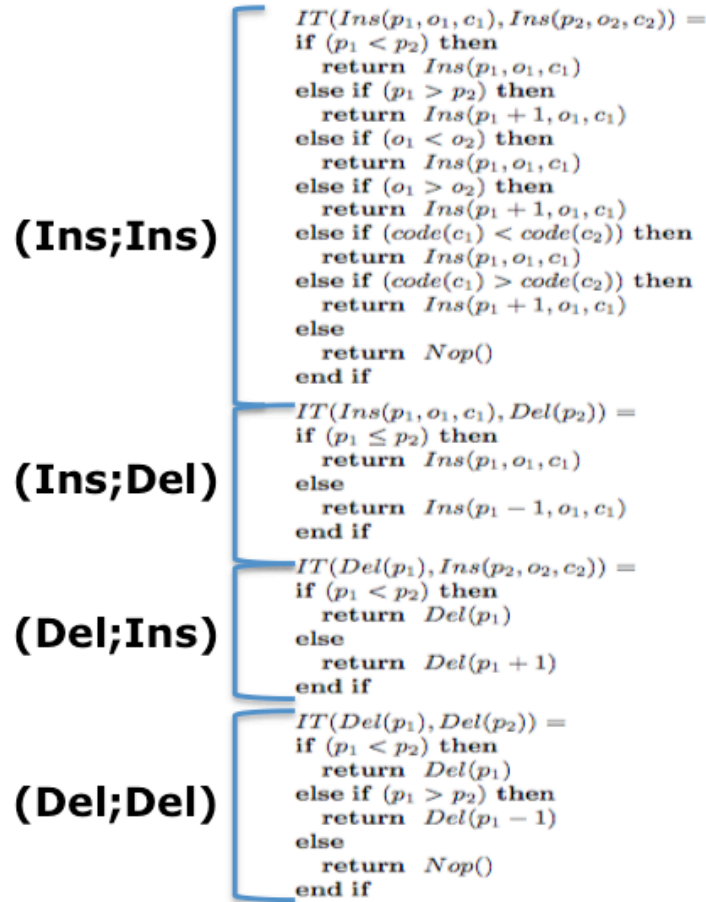 (Ins;Ins)
IT(Ins(p₁, o₁, c₁), Ins(p₂, o₂, c₂)) =
if (p₁ < p₂) then
return Ins(p₁, o₁, c₁)
else if (p₁ > p₂) then
return Ins(p₁ + 1, o₁, c₁)
else if (o₁ < o₂) then
return Ins(p₁, o₁, c₁)
else if (o₁ > o₂) then
return Ins(p₁ + 1, o₁, c₁)
else if (code(c₁) < code(c₂)) then
return Ins(p₁, o₁, c₁)
else if (code(c₁) > code(c₂)) then
return Ins(p₁ + 1, o₁, c₁)
else
return Nop()
end if
(Ins;Del)
IT(Ins(p₁, o₁, c₁), Del(p₂)) =
if (p₁ ≤ p₂) then
return Ins(p₁, o₁, c₁)
else
return Ins(p₁ − 1, o₁, c₁)
end if
(Del;Ins)
IT(Del(p₁), Ins(p₂, o₂, c₂)) =
if (p₁ < p₂) then
return Del(p₁)
else
return Del(p₁ + 1)
end if
(Del;Del)
IT(Del(p₁), Del(p₂)) =
if (p₁ < p₂) then
return Del(p₁)
else if (p₁ > p₂) then
return Del(p₁ − 1)
else
return Nop()
end if